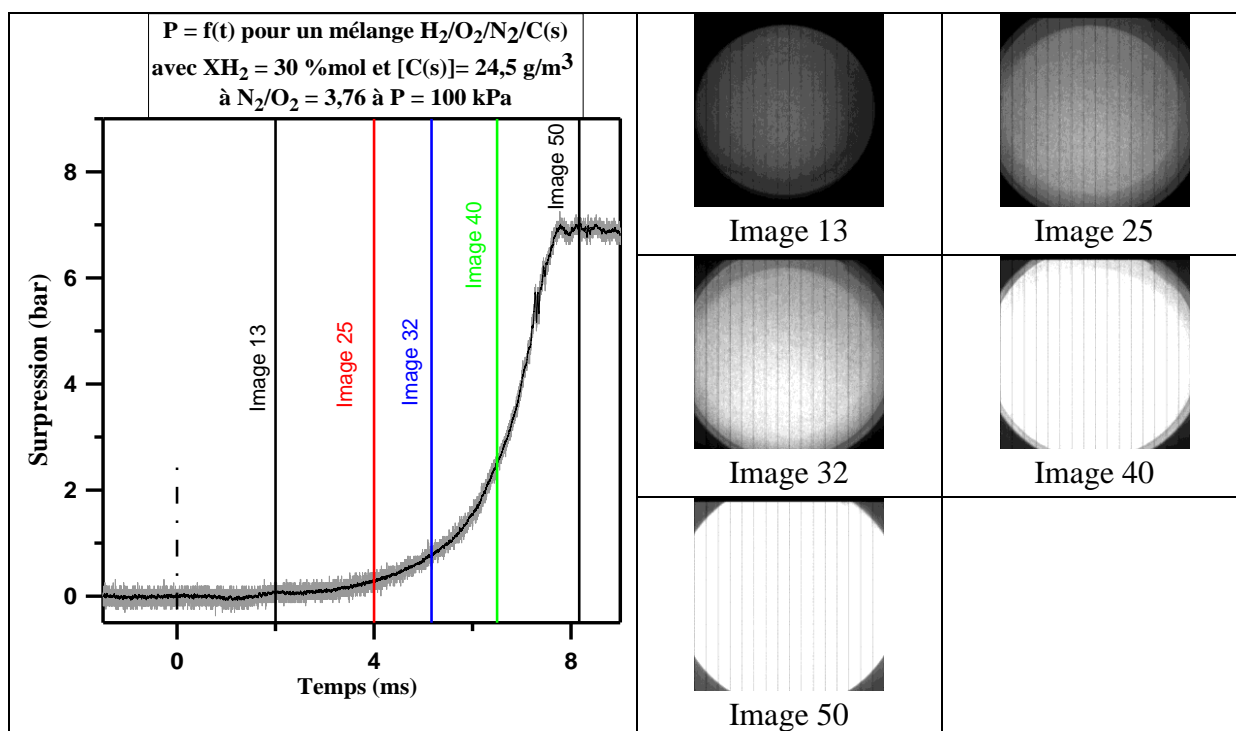 P = f(t) pour un mélange H₂/O₂/N₂/C(s)
avec XH₂ = 30 %mol et [C(s)]= 24,5 g/m³
à N₂/O₂ = 3,76 à P = 100 kPa
Surpression (bar)
8
6
4
2
0
Image 13
Image 25
Image 32
Image 40
Image 50
0
4
8
Temps (ms)
Image 13
Image 25
Image 32
Image 40
Image 50